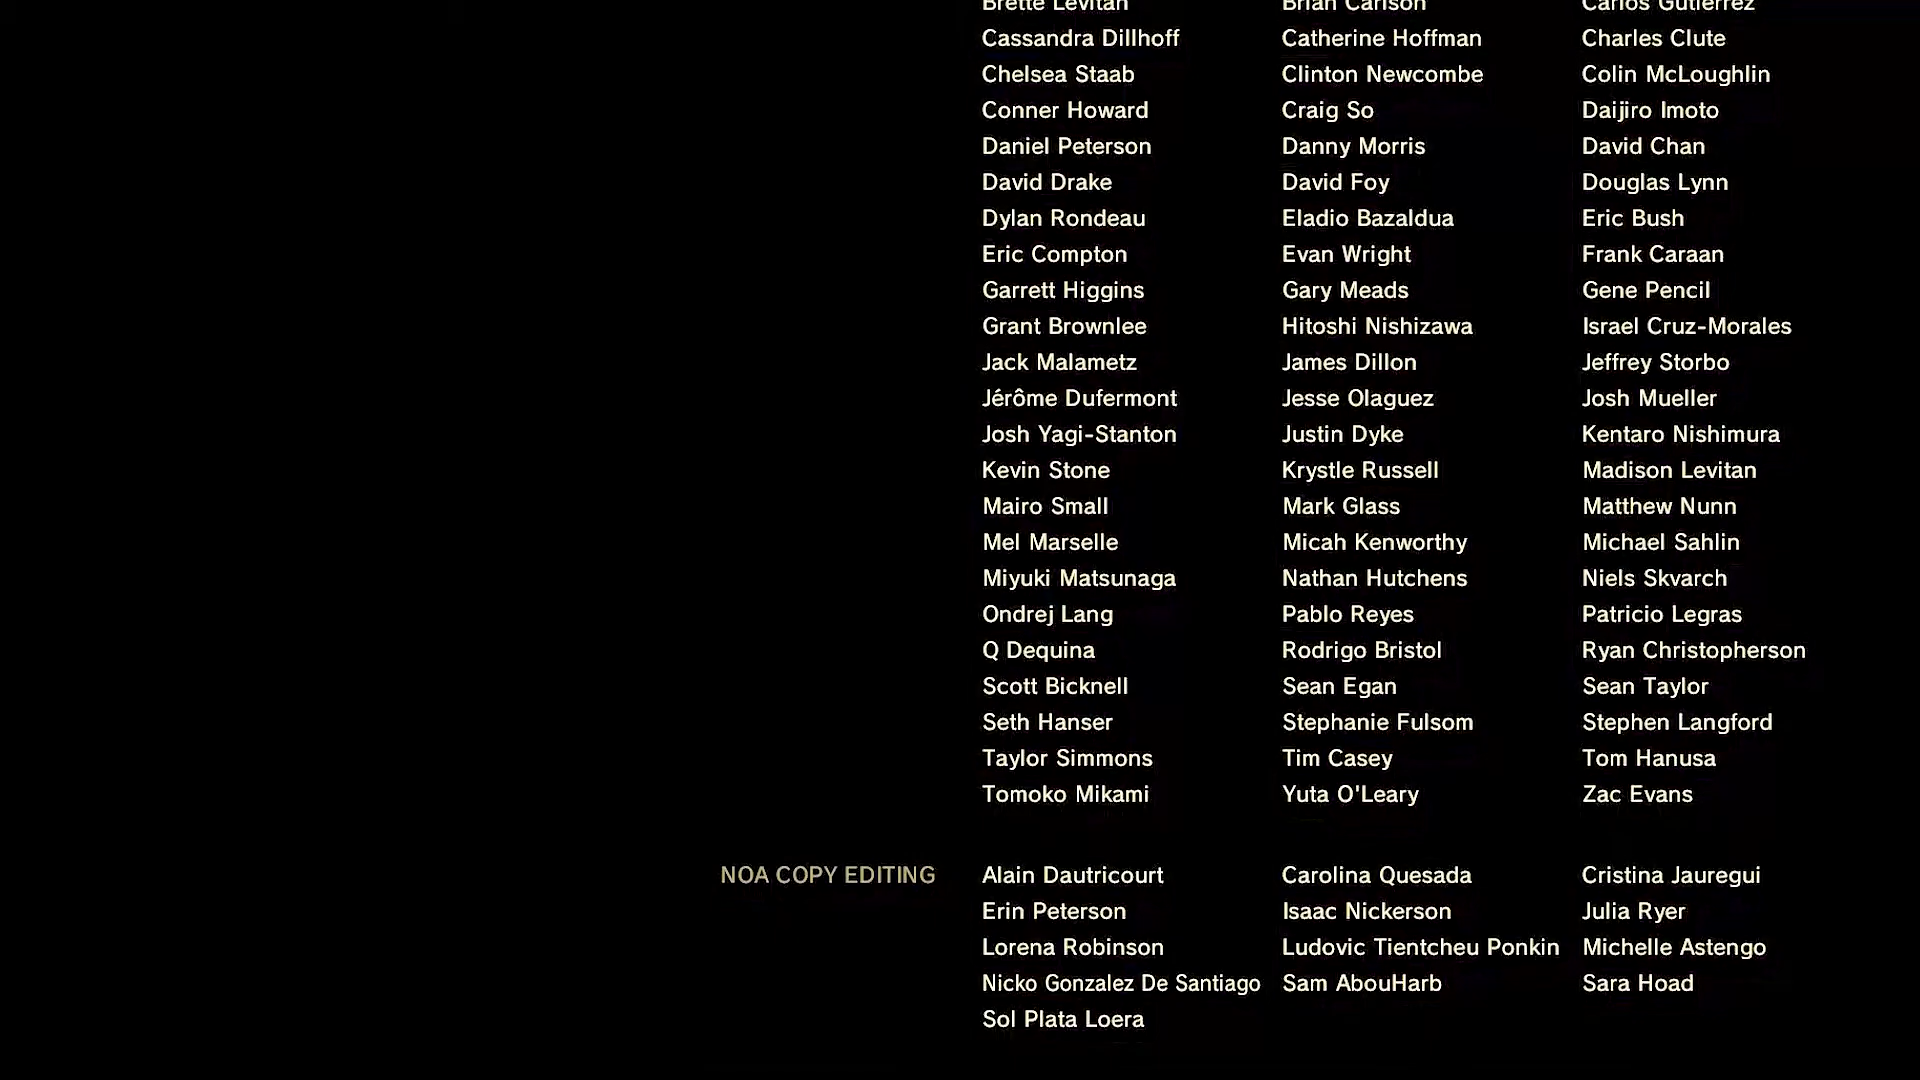 Brette Levitan Brian Carlson Carlos Gutierrez
Cassandra Dillhoff Catherine Hoffman Charles Clute
Chelsea Staab Clinton Newcombe Colin McLoughlin
Conner Howard Craig So Daijiro Imoto
Daniel Peterson Danny Morris David Chan
David Drake David Foy Douglas Lynn
Dylan Rondeau Eladio Bazaldua Eric Bush
Eric Compton Evan Wright Frank Caraan
Garrett Higgins Gary Meads Gene Pencil
Grant Brownlee Hitoshi Nishizawa Israel Cruz-Morales
Jack Malametz James Dillon Jeffrey Storbo
Jérôme Dufermont Jesse Olaguez Josh Mueller
Josh Yagi-Stanton Justin Dyke Kentaro Nishimura
Kevin Stone Krystle Russell Madison Levitan
Mairo Small Mark Glass Matthew Nunn
Mel Marselle Micah Kenworthy Michael Sahlin
Miyuki Matsunaga Nathan Hutchens Niels Skvarch
Ondrej Lang Pablo Reyes Patricio Legras
Q Dequina Rodrigo Bristol Ryan Christopherson
Scott Bicknell Sean Egan Sean Taylor
Seth Hanser Stephanie Fulsom Stephen Langford
Taylor Simmons Tim Casey Tom Hanusa
Tomoko Mikami Yuta O'Leary Zac Evans
NOA COPY EDITING Alain Dautricourt Carolina Quesada Cristina Jauregui
Erin Peterson Isaac Nickerson Julia Ryer
Lorena Robinson Ludovic Tientcheu Ponkin Michelle Astengo
Nicko Gonzalez De Santiago Sam AbouHarb Sara Hoad
Sol Plata Loera